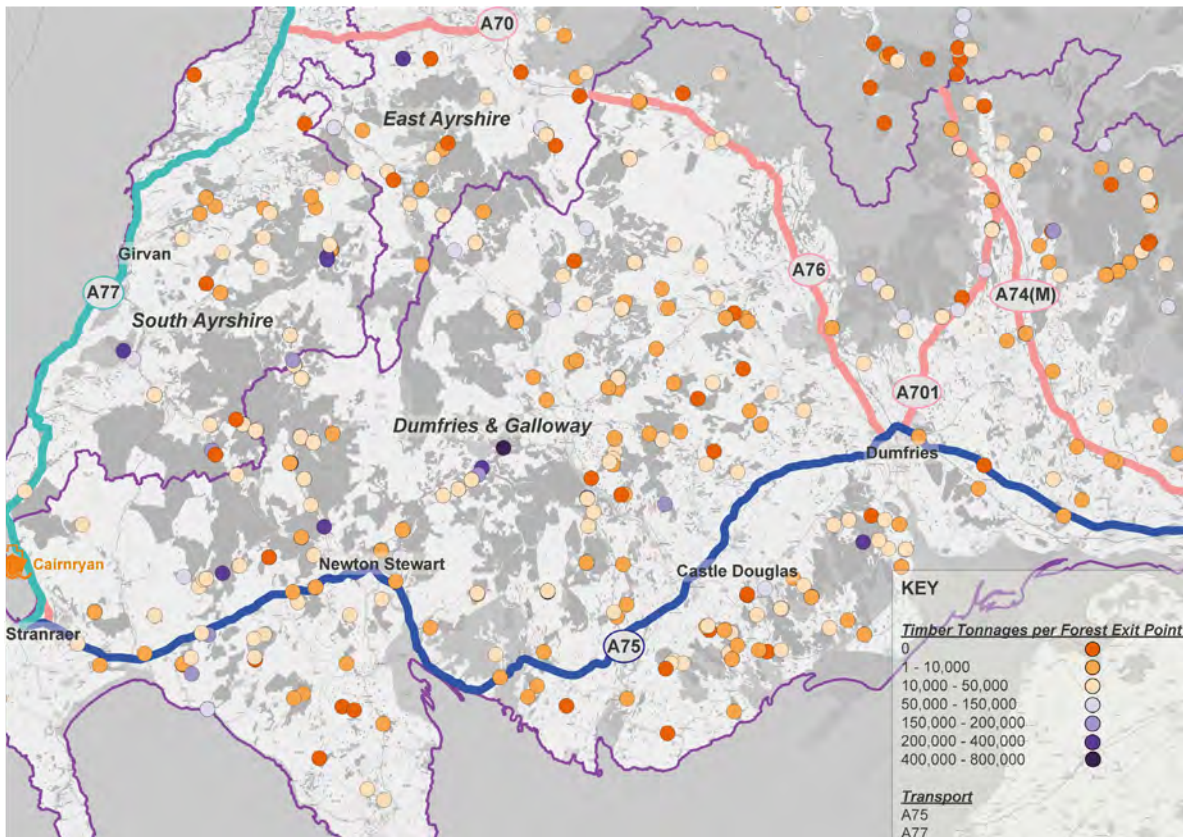 A70
East Ayrshire
Girvan
A77
South Ayrshire
A76
A74(M)
A701
Dumfries & Galloway
Dumfries
Cairnryan
Newton Stewart
Castle Douglas
Stranraer
A75
KEY
Timber Tonnages per Forest Exit Point
0
1 - 10,000
10,000 - 50,000
50,000 - 150,000
150,000 - 200,000
200,000 - 400,000
400,000 - 800,000
Transport
A75
A77